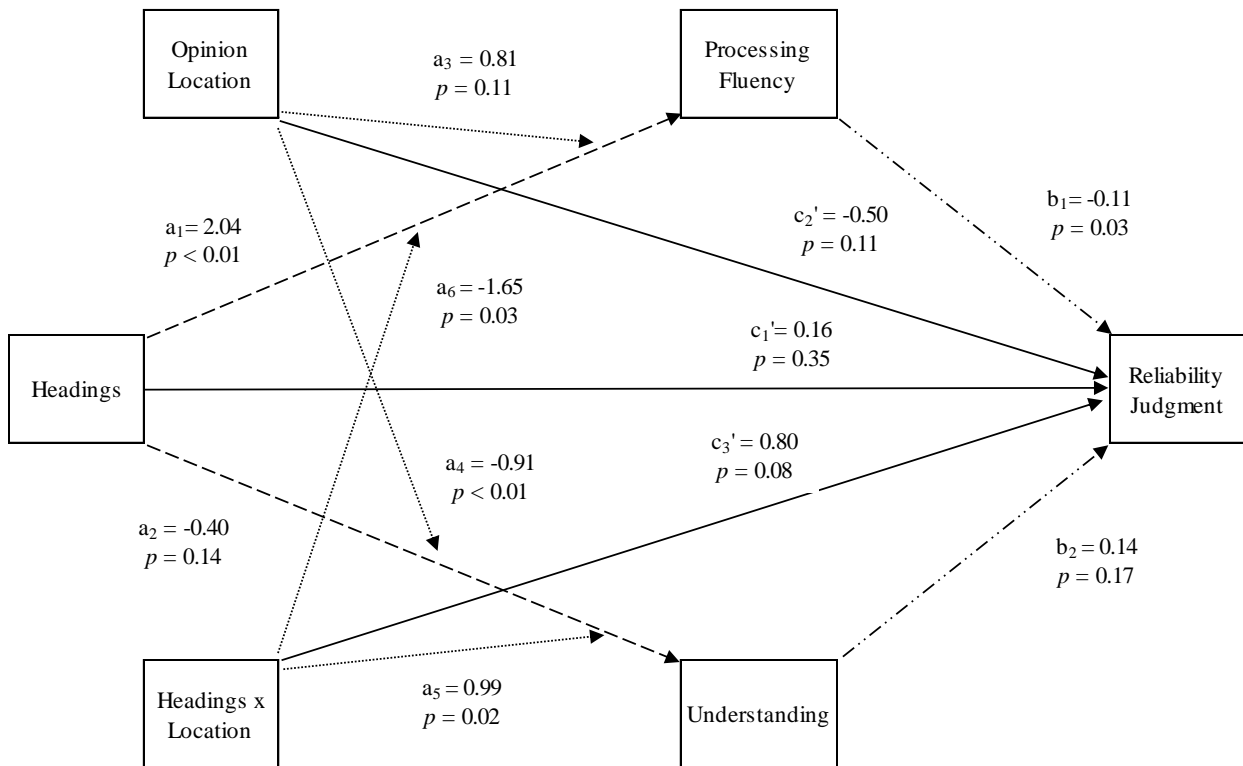 Opinion
Location
Processing
Fluency
a₃ = 0.81
p = 0.11
a₁= 2.04
p < 0.01
c₂' = -0.50
p = 0.11
b₁= -0.11
p = 0.03
a₆ = -1.65
p = 0.03
c₁'= 0.16
p = 0.35
Headings
Reliability
Judgment
a₄ = -0.91
p < 0.01
c₃' = 0.80
p = 0.08
a₂ = -0.40
p = 0.14
b₂ = 0.14
p = 0.17
Headings x
Location
a₅ = 0.99
p = 0.02
Understanding